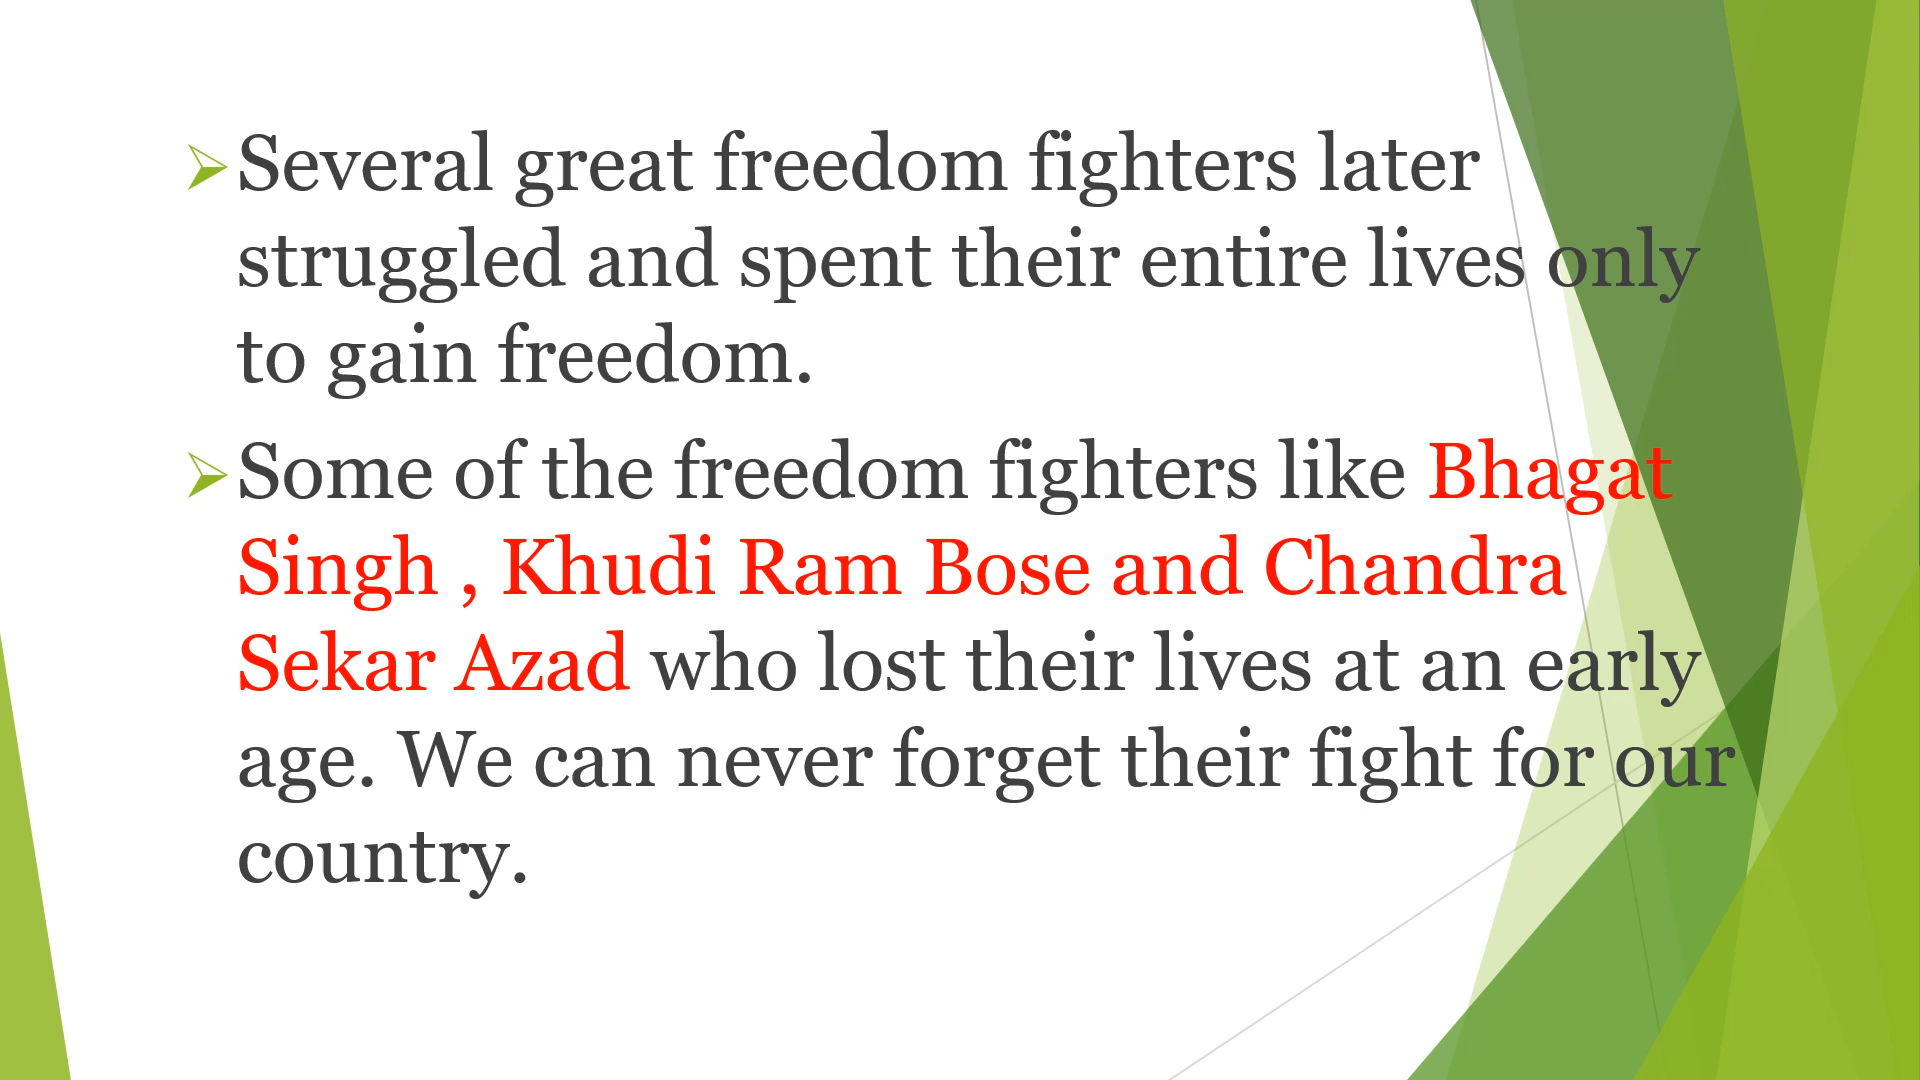 Several great freedom fighters later
struggled and spent their entire lives only
to gain freedom.
Some of the freedom fighters like Bhagat
Singh , Khudi Ram Bose and Chandra
Sekar Azad who lost their lives at an early
age. We can never forget their fight for our
country.